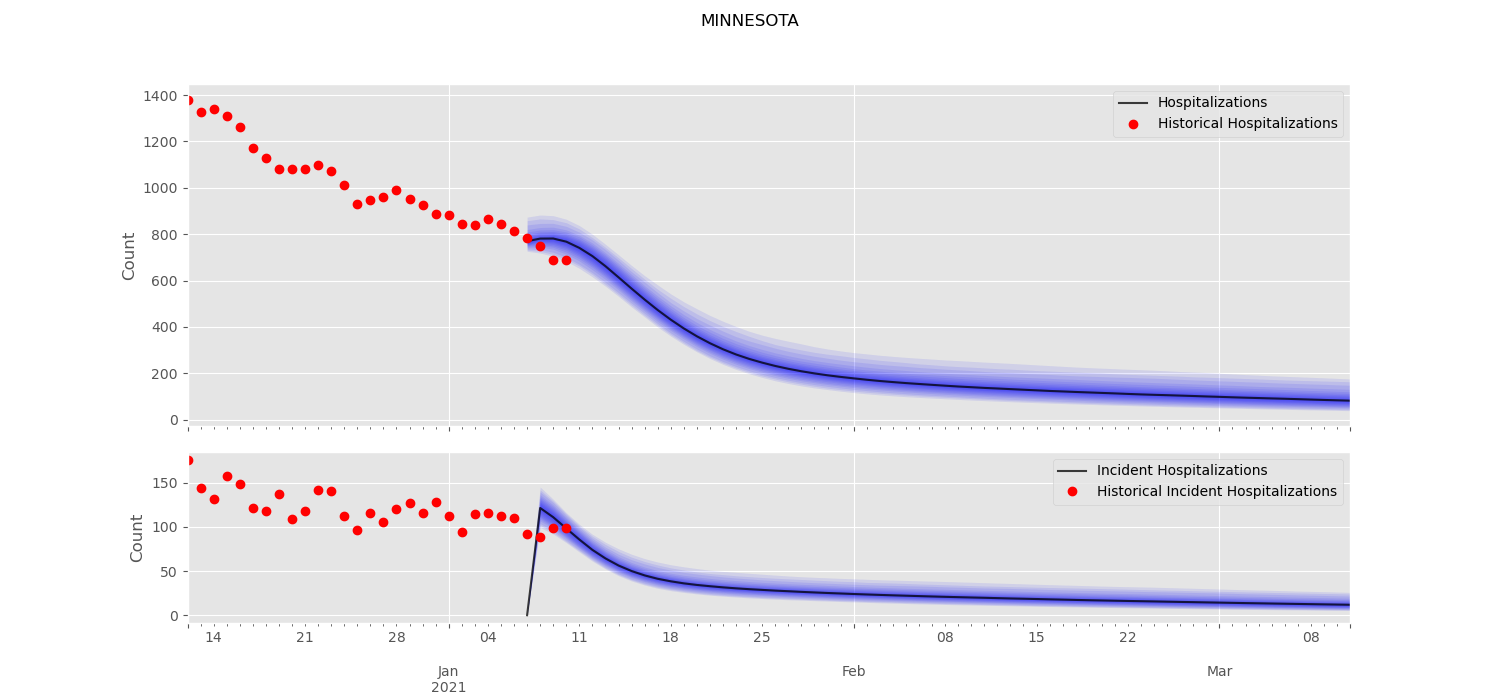 MINNESOTA
Count
1400
1200
1000
800
600
400
200
0
Hospitalizations
Historical Hospitalizations
Count
150
100
50
0
Incident Hospitalizations
Historical Incident Hospitalizations
14 21 28 04 11 18 25 08 15 22 08
Jan Feb Mar
2021